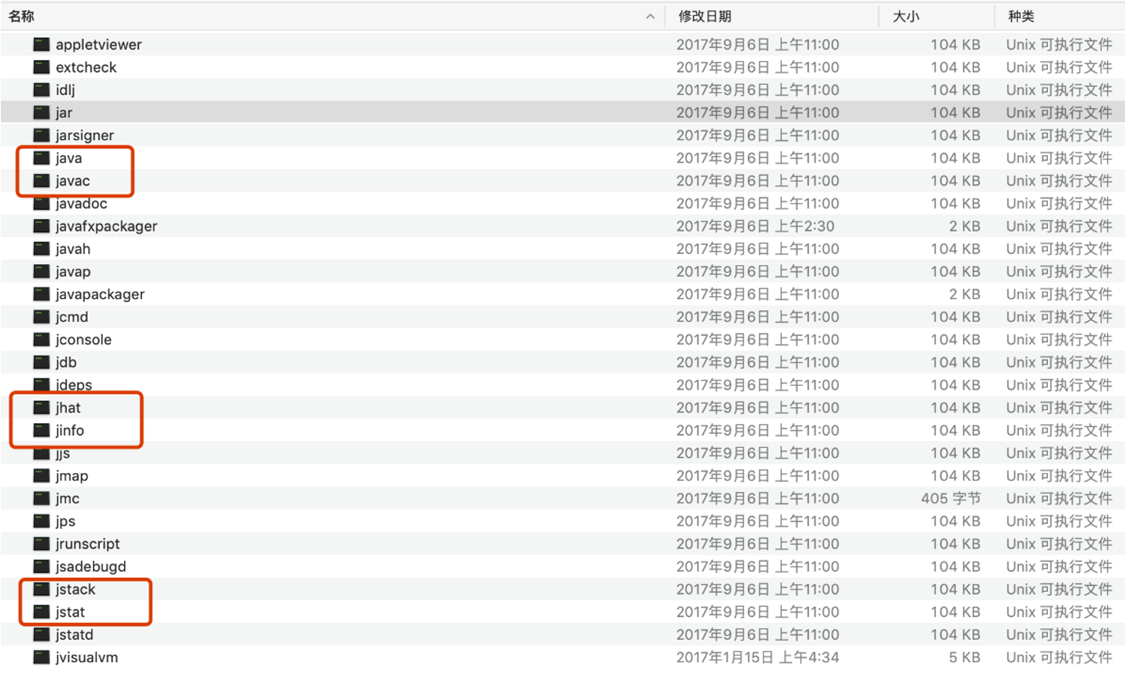 名称 修改日期 大小 种类
appletviewer 2017年9月6日 上午11:00 104 KB Unix 可执行文件
extcheck 2017年9月6日 上午11:00 104 KB Unix 可执行文件
idlj 2017年9月6日 上午11:00 104 KB Unix 可执行文件
jar 2017年9月6日 上午11:00 104 KB Unix 可执行文件
jarsigner 2017年9月6日 上午11:00 104 KB Unix 可执行文件
java 2017年9月6日 上午11:00 104 KB Unix 可执行文件
javac 2017年9月6日 上午11:00 104 KB Unix 可执行文件
javadoc 2017年9月6日 上午11:00 104 KB Unix 可执行文件
javafxpackager 2017年9月6日 上午2:30 2 KB Unix 可执行文件
javah 2017年9月6日 上午11:00 104 KB Unix 可执行文件
javap 2017年9月6日 上午11:00 104 KB Unix 可执行文件
javapackager 2017年9月6日 上午11:00 2 KB Unix 可执行文件
jcmd 2017年9月6日 上午11:00 104 KB Unix 可执行文件
jconsole 2017年9月6日 上午11:00 104 KB Unix 可执行文件
jdb 2017年9月6日 上午11:00 104 KB Unix 可执行文件
jdeps 2017年9月6日 上午11:00 104 KB Unix 可执行文件
jhat 2017年9月6日 上午11:00 104 KB Unix 可执行文件
jinfo 2017年9月6日 上午11:00 104 KB Unix 可执行文件
jjs 2017年9月6日 上午11:00 104 KB Unix 可执行文件
jmap 2017年9月6日 上午11:00 104 KB Unix 可执行文件
jmc 2017年9月6日 上午11:00 405 字节 Unix 可执行文件
jps 2017年9月6日 上午11:00 104 KB Unix 可执行文件
jrunscript 2017年9月6日 上午11:00 104 KB Unix 可执行文件
jsadebugd 2017年9月6日 上午11:00 104 KB Unix 可执行文件
jstack 2017年9月6日 上午11:00 104 KB Unix 可执行文件
jstat 2017年9月6日 上午11:00 104 KB Unix 可执行文件
jstatd 2017年9月6日 上午11:00 104 KB Unix 可执行文件
jvisualvm 2017年1月15日 上午4:34 5 KB Unix 可执行文件